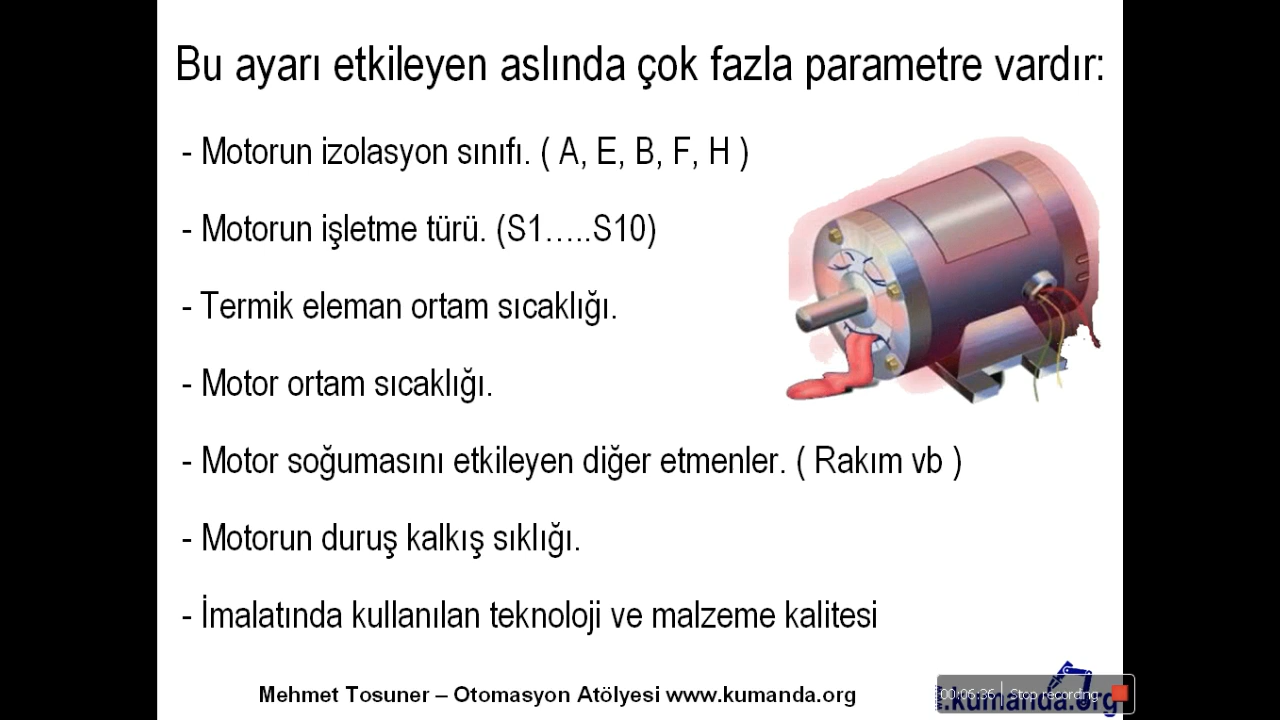 Bu ayarı etkileyen aslında çok fazla parametre vardır:
- Motorun izolasyon sınıfı. ( A, E, B, F, H )
- Motorun işletme türü. (S1…..S10)
- Termik eleman ortam sıcaklığı.
- Motor ortam sıcaklığı.
- Motor soğumasını etkileyen diğer etmenler. ( Rakım vb )
- Motorun duruş kalkış sıklığı.
- İmalatında kullanılan teknoloji ve malzeme kalitesi
Mehmet Tosuner – Otomasyon Atölyesi www.kumanda.org
.kumanda.org
00:06:36 Stop recording